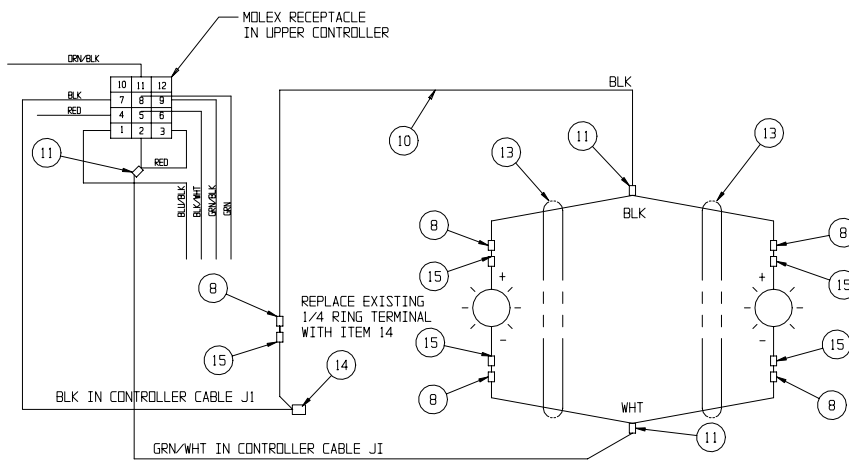 MOLEX RECEPTACLE
IN UPPER CONTROLLER
ORN/BLK
10 11 12
BLK
7 8 9
RED
4 5 6
1 2 3
11
RED
BLU/BLK
BLK/WHT
GRN/BLK
GRN
BLK
10
11
13
13
BLK
8
8
15
15
+
+
-
-
8
REPLACE EXISTING
1/4 RING TERMINAL
WITH ITEM 14
15
14
15
15
8
8
BLK IN CONTROLLER CABLE J1
WHT
11
GRN/WHT IN CONTROLLER CABLE JI